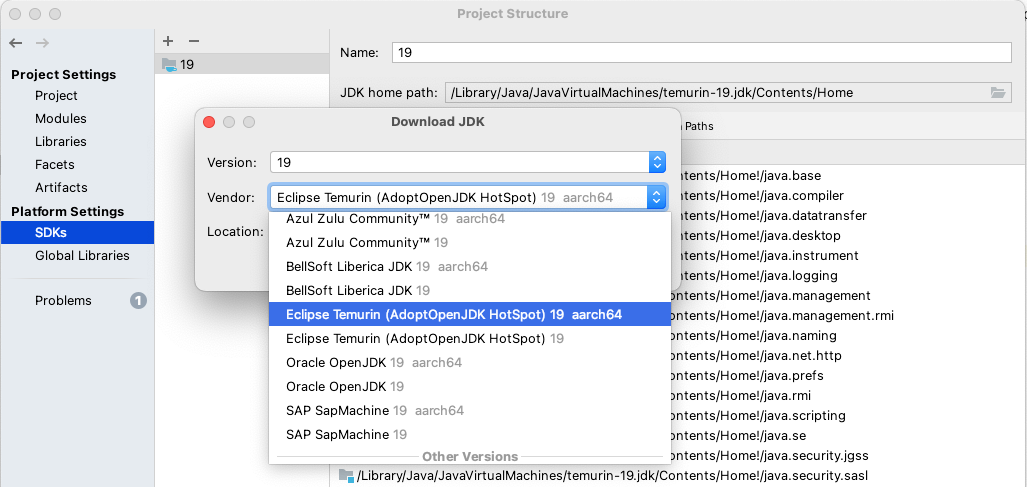 Project Structure
Project Settings
Project
Modules
Libraries
Facets
Artifacts
Platform Settings
SDKs
Global Libraries
Problems 1
19
Name: 19
JDK home path: /Library/Java/JavaVirtualMachines/temurin-19.jdk/Contents/Home
Paths
Download JDK
Version: 19
Vendor: Eclipse Temurin (AdoptOpenJDK HotSpot) 19 aarch64
Location:
Azul Zulu Community™ 19 aarch64
Azul Zulu Community™ 19
BellSoft Liberica JDK 19 aarch64
BellSoft Liberica JDK 19
Eclipse Temurin (AdoptOpenJDK HotSpot) 19 aarch64
Eclipse Temurin (AdoptOpenJDK HotSpot) 19
Oracle OpenJDK 19 aarch64
Oracle OpenJDK 19
SAP SapMachine 19 aarch64
SAP SapMachine 19
Other Versions
ontents/Home!/java.base
ontents/Home!/java.compiler
ontents/Home!/java.datatransfer
ontents/Home!/java.desktop
ontents/Home!/java.instrument
ontents/Home!/java.logging
ontents/Home!/java.management
ontents/Home!/java.management.rmi
ontents/Home!/java.naming
ontents/Home!/java.net.http
ontents/Home!/java.prefs
ontents/Home!/java.rmi
ontents/Home!/java.scripting
ontents/Home!/java.se
ontents/Home!/java.security.jgss
/Library/Java/JavaVirtualMachines/temurin-19.jdk/Contents/Home!/java.security.sasl